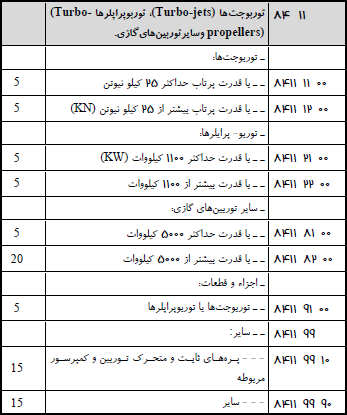 ۸۴ ۱۱ توربوجت‌ها (Turbo-jets)، توربوپراپلرها (Turbo-
propellers) وسایر توربین‌های گازی.
ـ توربوجت‌ها:
۸۴۱۱ ۱۱ ۰۰ ـ ـ با قدرت پرتاب حداکثر ۲۵ کیلو نیوتن 5
۸۴۱۱ ۱۲ ۰۰ ـ ـ با قدرت پرتاب بیشتر از ۲۵ کیلو نیوتن (KN) 5
ـ توربو- پراپلرها:
۸۴۱۱ ۲۱ ۰۰ ـ ـ با قدرت حداکثر ۱۱۰۰ کیلووات (KW) 5
۸۴۱۱ ۲۲ ۰۰ ـ ـ با قدرت بیشتر از ۱۱۰۰ کیلووات 5
ـ سایر توربین‌های گازی:
۸۴۱۱ ۸۱ ۰۰ ـ ـ با قدرت حداکثر ۵۰۰۰ کیلووات 5
۸۴۱۱ ۸۲ ۰۰ ـ ـ با قدرت بیشتر از ۵۰۰۰ کیلووات 20
ـ اجزاء و قطعات:
۸۴۱۱ ۹۱ ۰۰ ـ ـ توربوجت‌ها یا توربوپراپلرها 5
۸۴۱۱ ۹۹ ـ ـ سایر:
۸۴۱۱ ۹۹ ۱۰ - - - پره‌های ثابت و متحرک توربین و کمپرسور
مربوطه 15
۸۴۱۱ ۹۹ ۹۰ - - - سایر 15